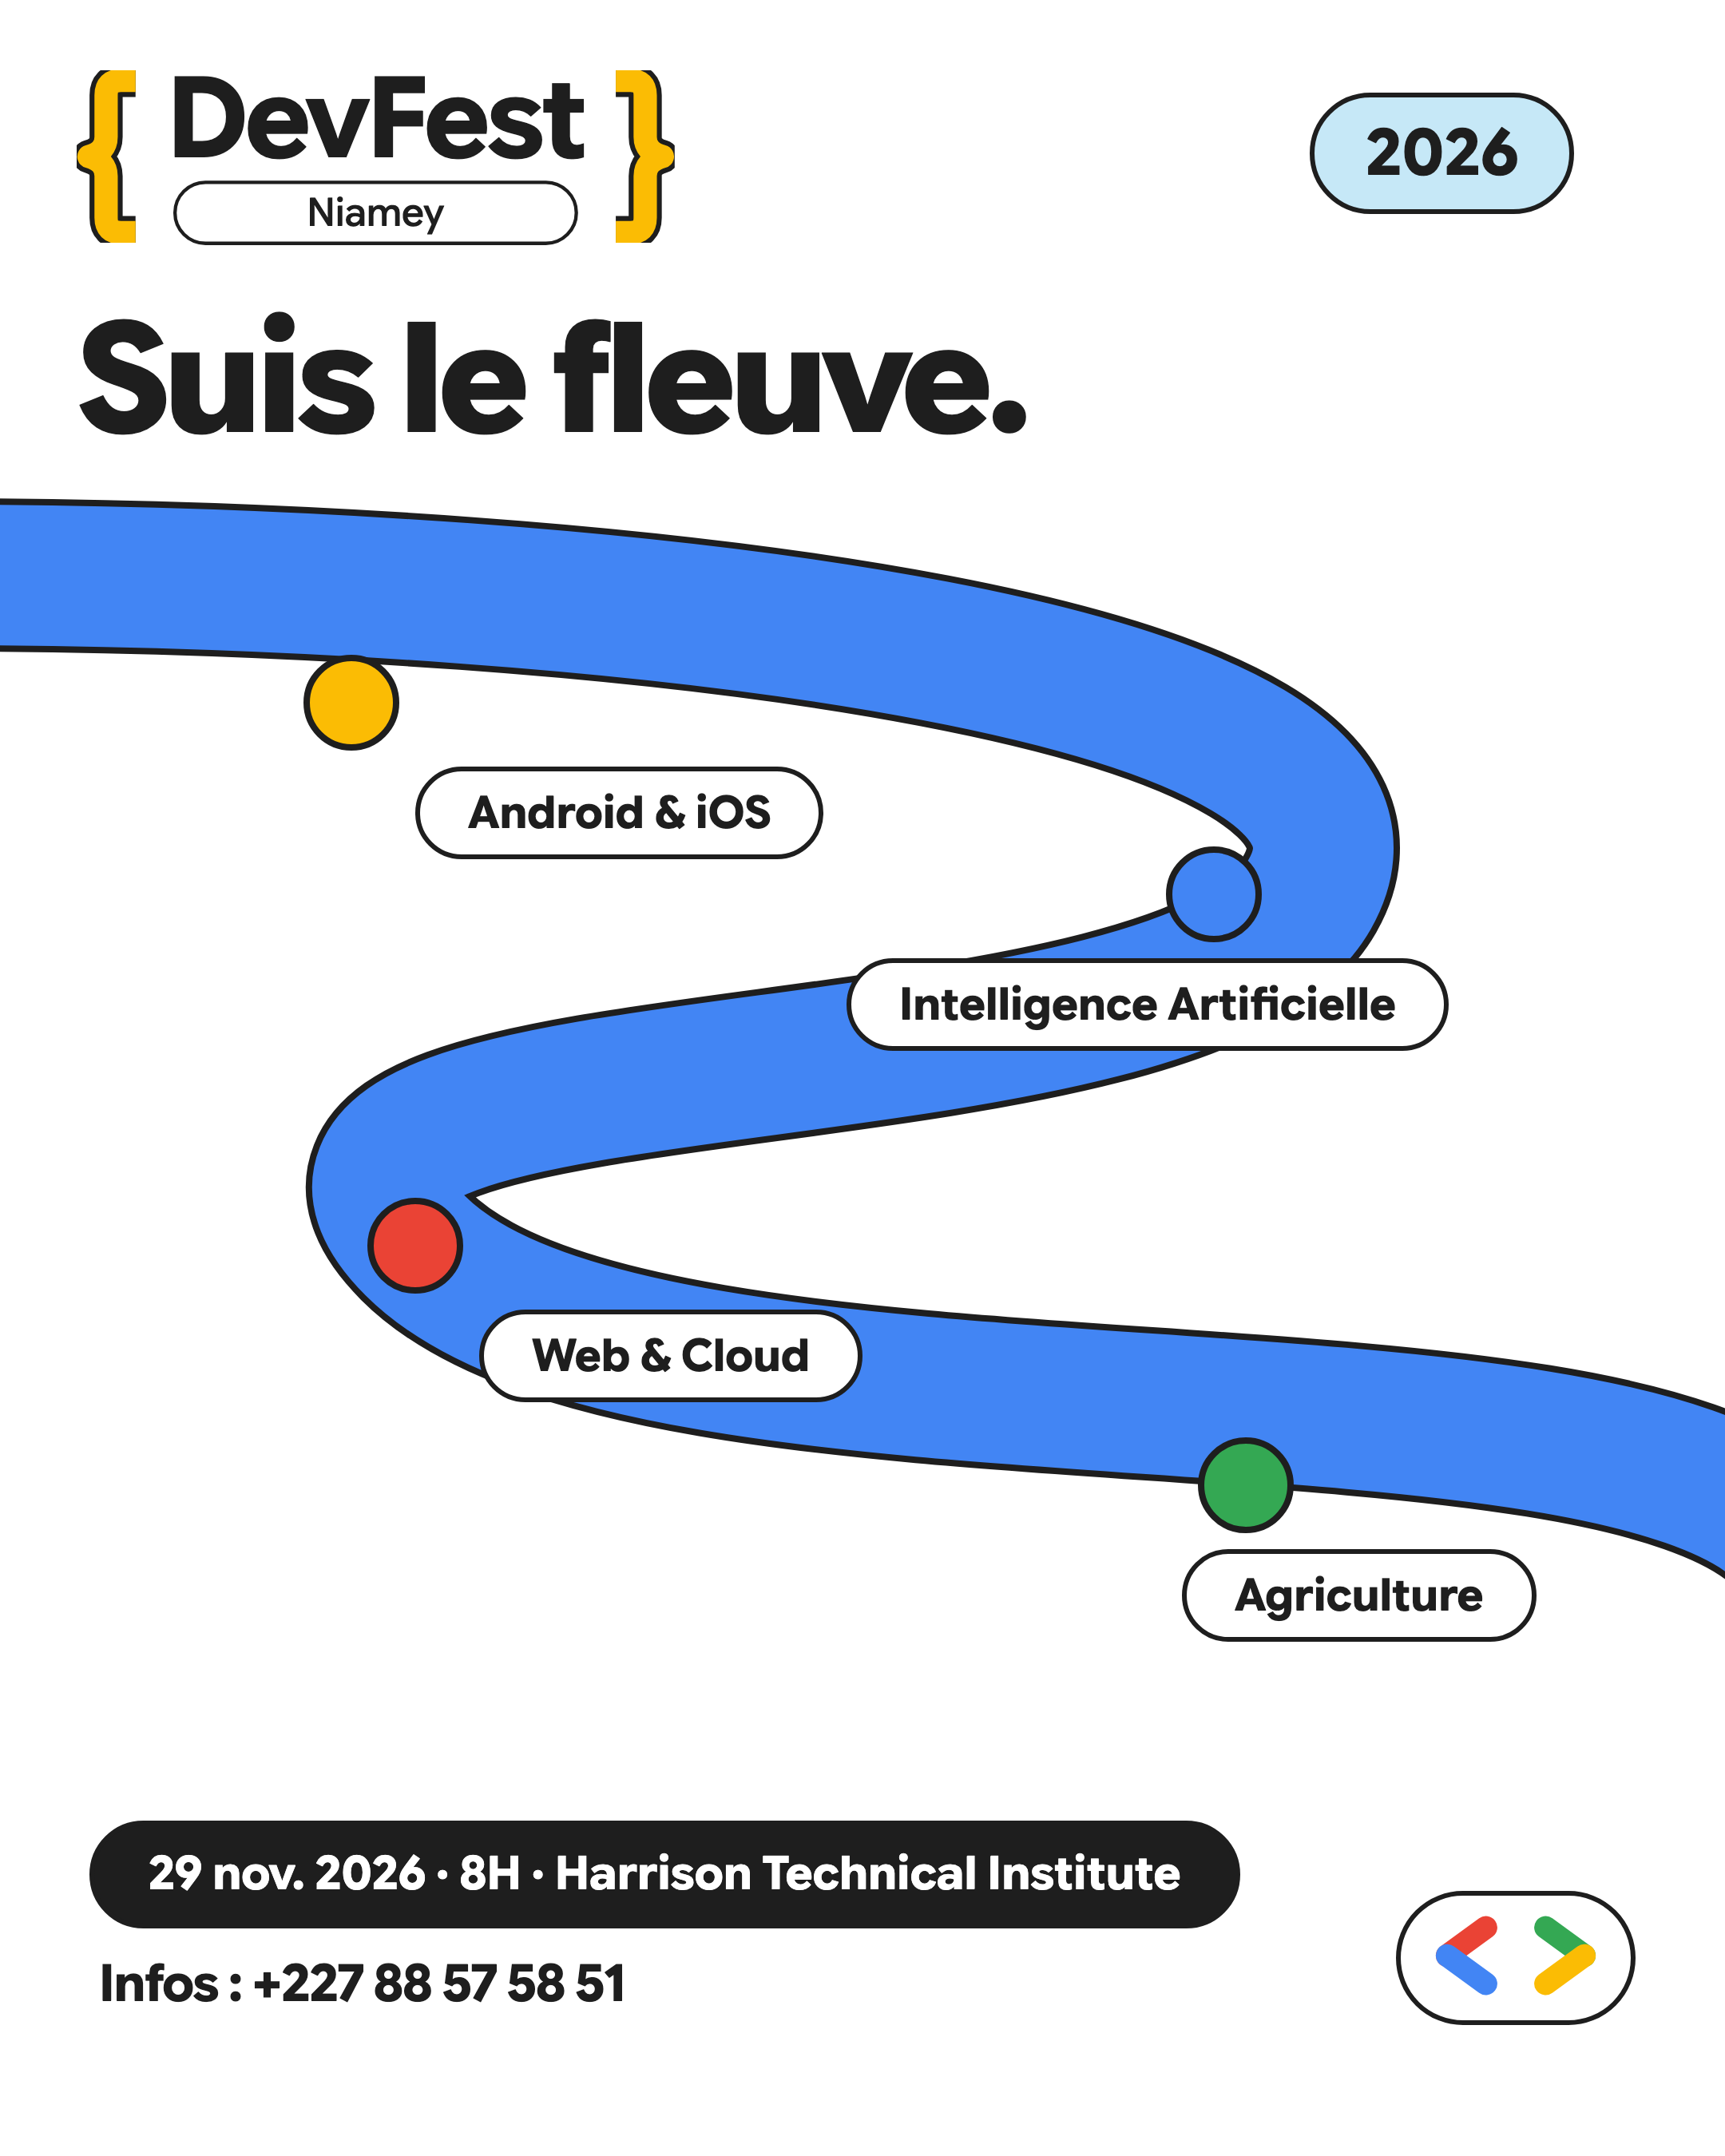 DevFest
Niamey
2026
Suis le fleuve.
Android & iOS
Intelligence Artificielle
Web & Cloud
Agriculture
29 nov. 2026 · 8H · Harrison Technical Institute
Infos : +227 88 57 58 51